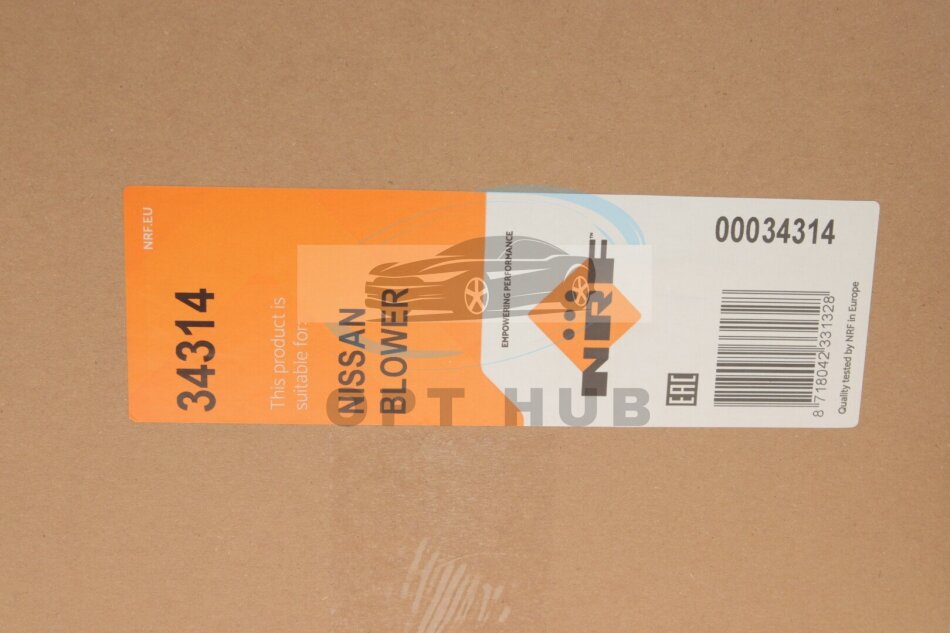 NRF.EU
34314
This product is
suitable for:
NISSAN
BLOWER
EMPOWERING PERFORMANCE
NRF™
EAC
00034314
8 718042 331328
Quality tested by NRF in Europe
OPT HUB